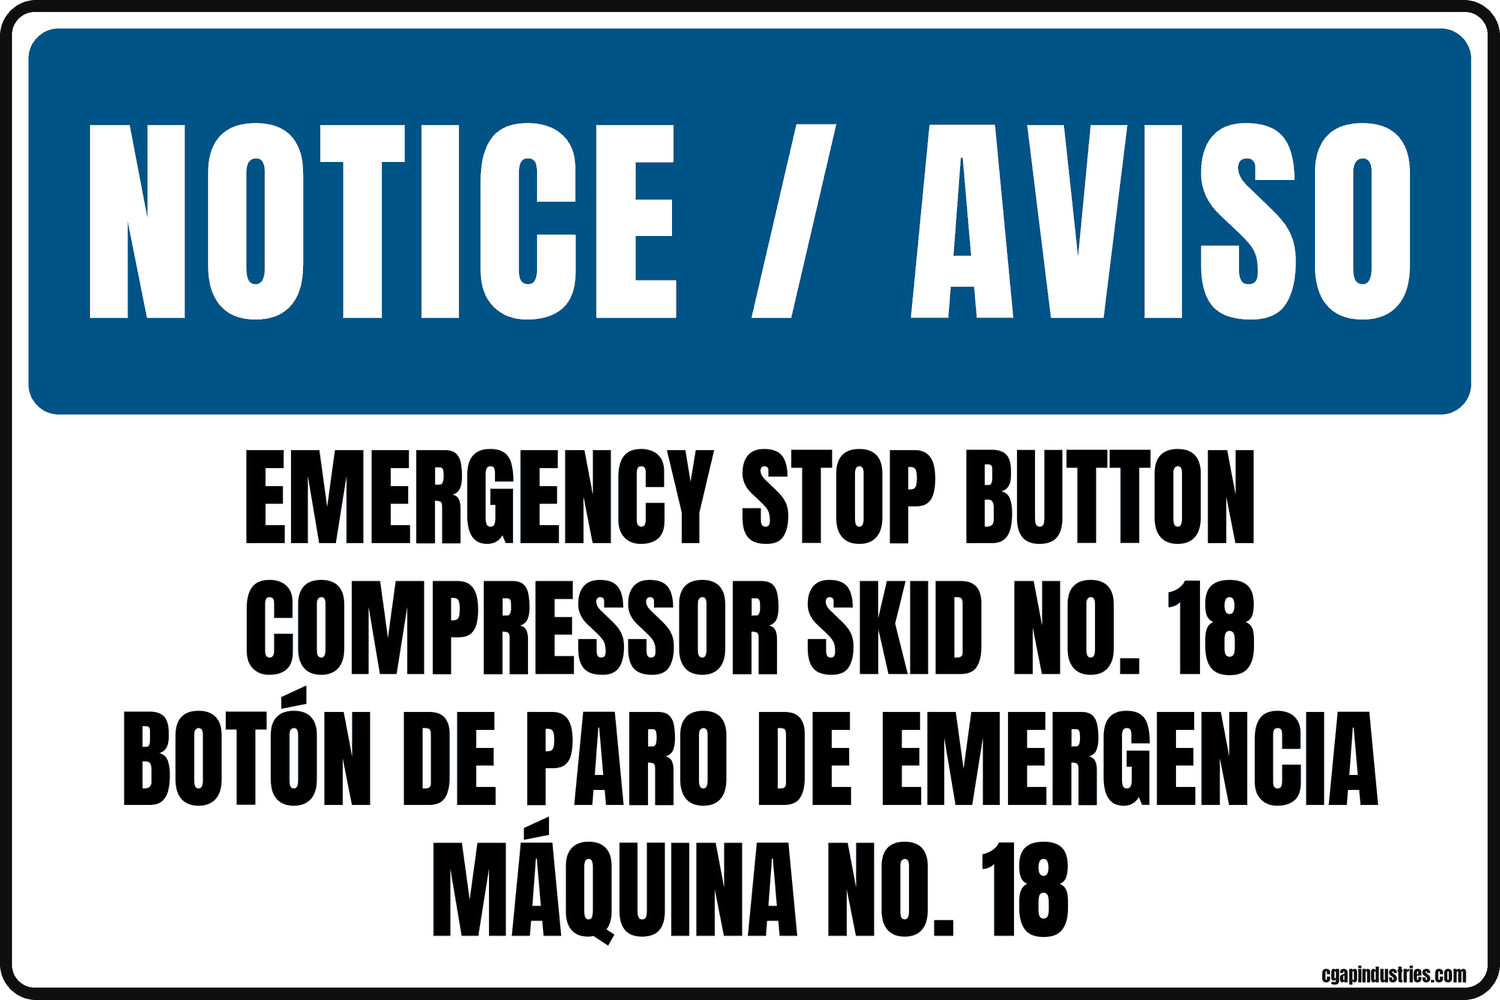 NOTICE / AVISO
EMERGENCY STOP BUTTON
COMPRESSOR SKID NO. 18
BOTÓN DE PARO DE EMERGENCIA
MÁQUINA NO. 18
cgapindustries.com